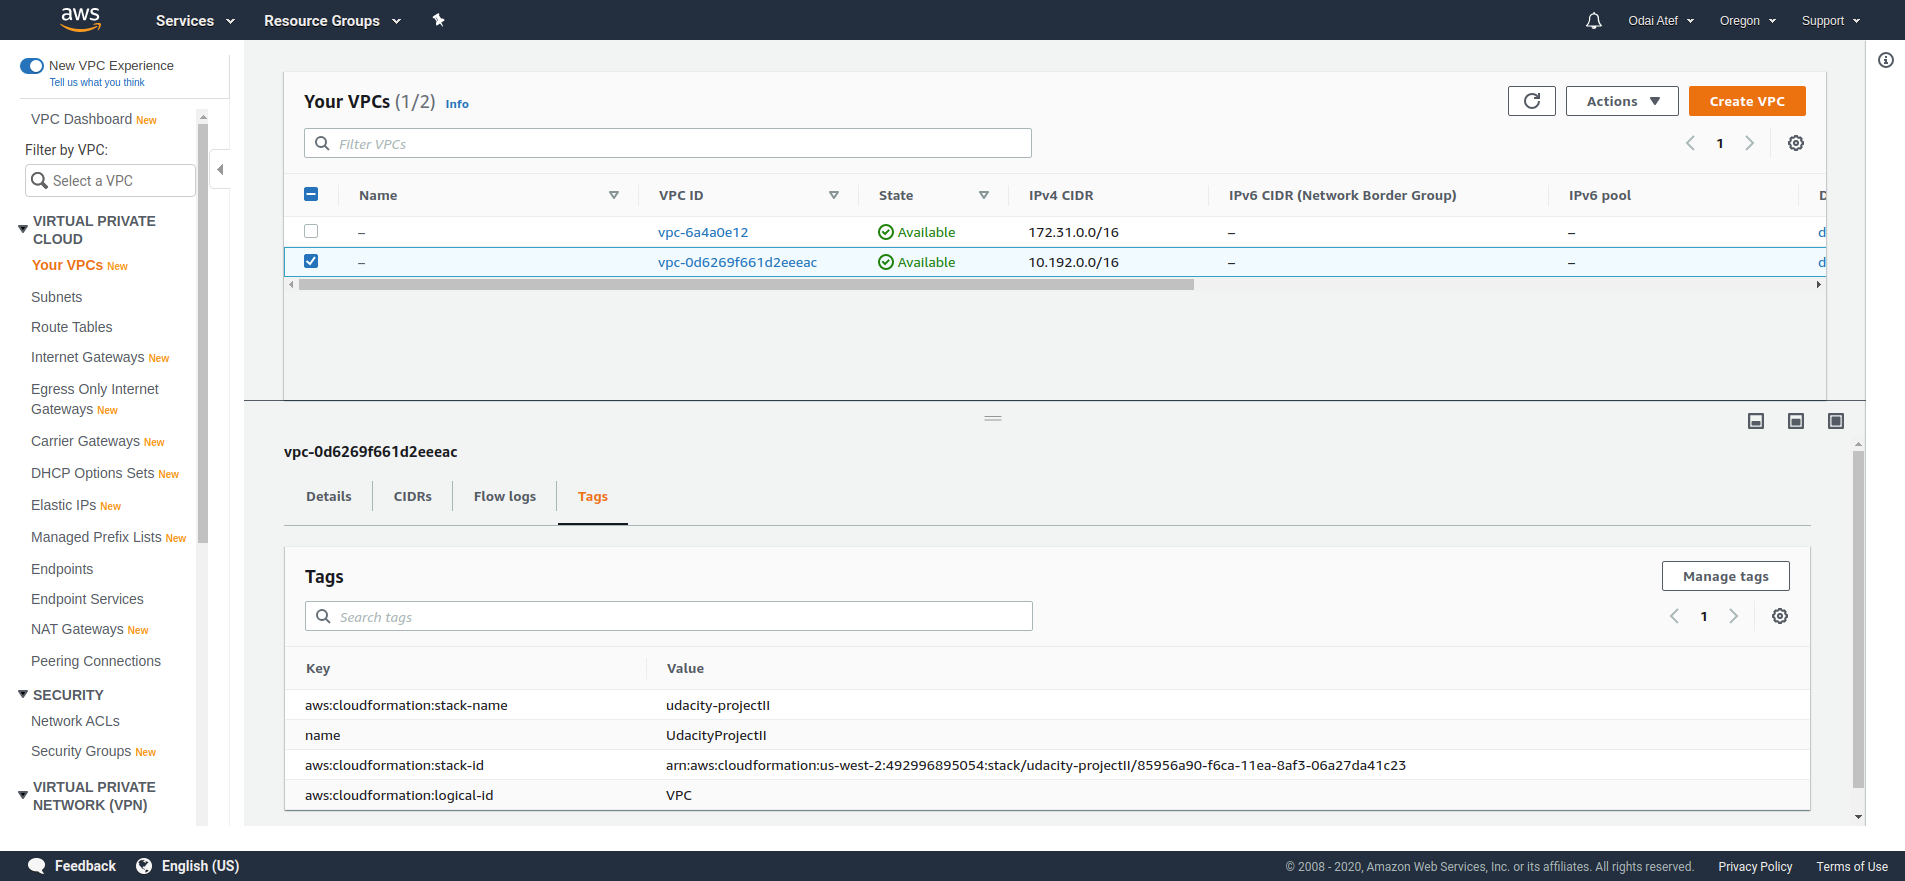 aws
Services
Resource Groups
Odai Atef
Oregon
Support
New VPC Experience
Tell us what you think
VPC Dashboard New
Filter by VPC:
Select a VPC
VIRTUAL PRIVATE
CLOUD
Your VPCs New
Subnets
Route Tables
Internet Gateways New
Egress Only Internet
Gateways New
Carrier Gateways New
DHCP Options Sets New
Elastic IPs New
Managed Prefix Lists New
Endpoints
Endpoint Services
NAT Gateways New
Peering Connections
SECURITY
Network ACLs
Security Groups New
VIRTUAL PRIVATE
NETWORK (VPN)
Your VPCs (1/2) Info
Actions
Create VPC
Filter VPCs
1
Name VPC ID State IPv4 CIDR IPv6 CIDR (Network Border Group) IPv6 pool D
– vpc-6a4a0e12 Available 172.31.0.0/16 – – d
– vpc-0d6269f661d2eeeac Available 10.192.0.0/16 – – d
vpc-0d6269f661d2eeeac
Details CIDRs Flow logs Tags
Tags
Manage tags
Search tags
1
Key Value
aws:cloudformation:stack-name udacity-projectII
name UdacityProjectII
aws:cloudformation:stack-id arn:aws:cloudformation:us-west-2:492996895054:stack/udacity-projectII/85956a90-f6ca-11ea-8af3-06a27da41c23
aws:cloudformation:logical-id VPC
Feedback
English (US)
© 2008 - 2020, Amazon Web Services, Inc. or its affiliates. All rights reserved.
Privacy Policy
Terms of Use